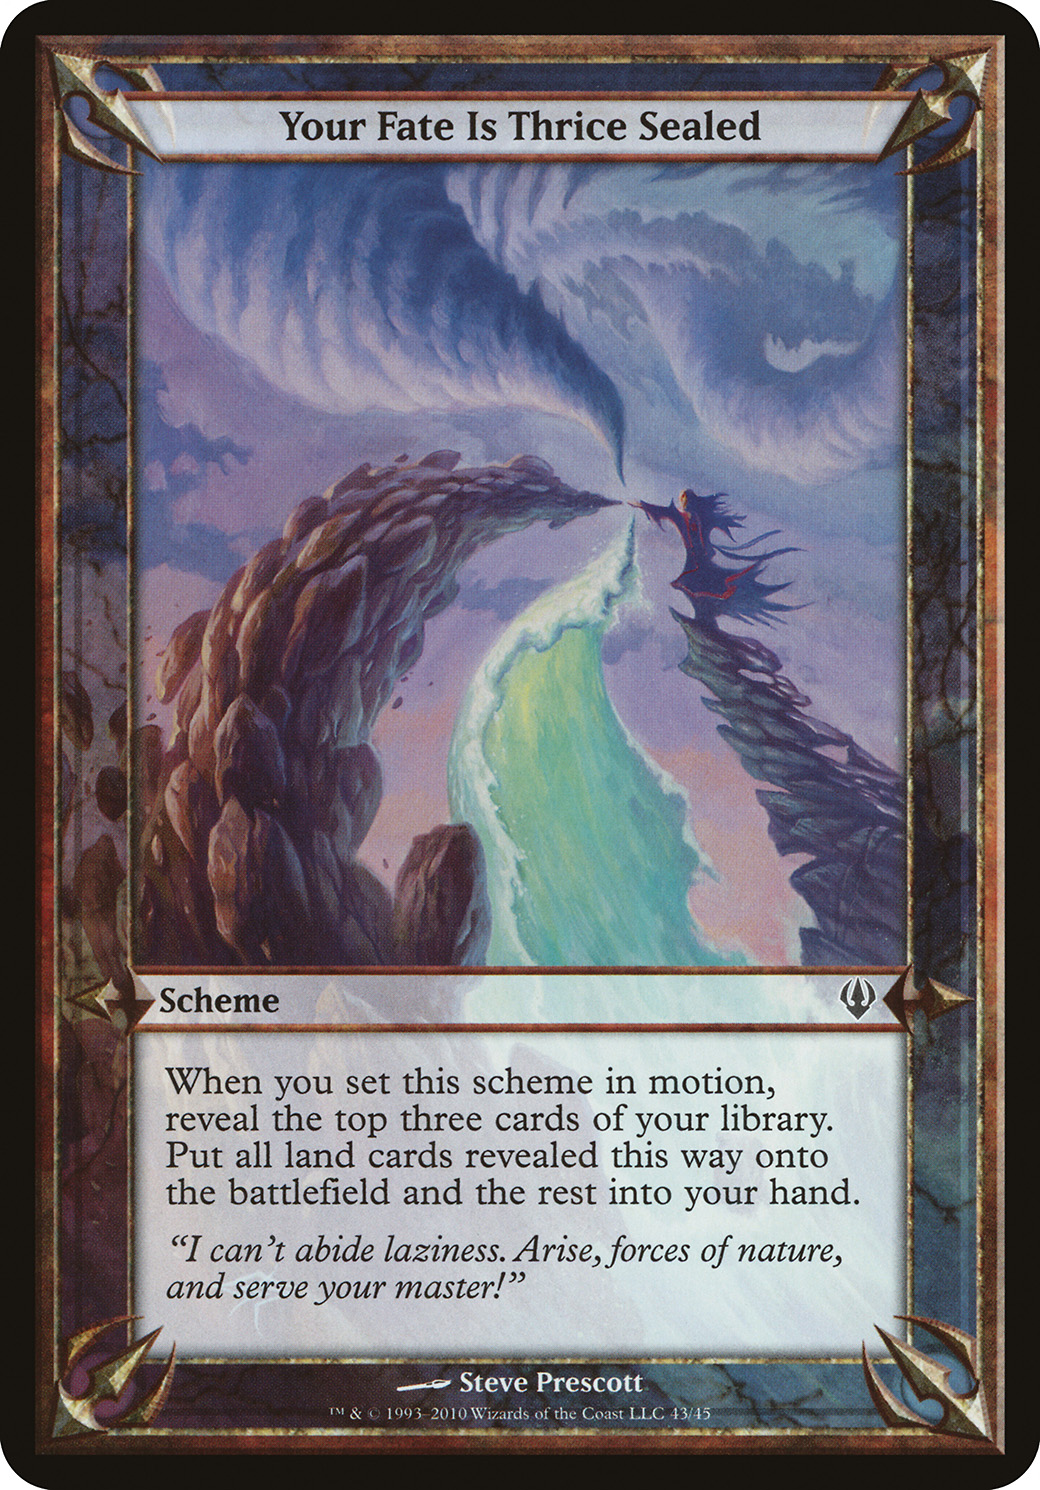 Your Fate Is Thrice Sealed
Scheme
When you set this scheme in motion,
reveal the top three cards of your library.
Put all land cards revealed this way onto
the battlefield and the rest into your hand.
“I can’t abide laziness. Arise, forces of nature,
and serve your master!”
Steve Prescott
™ & © 1993–2010 Wizards of the Coast LLC 43/45